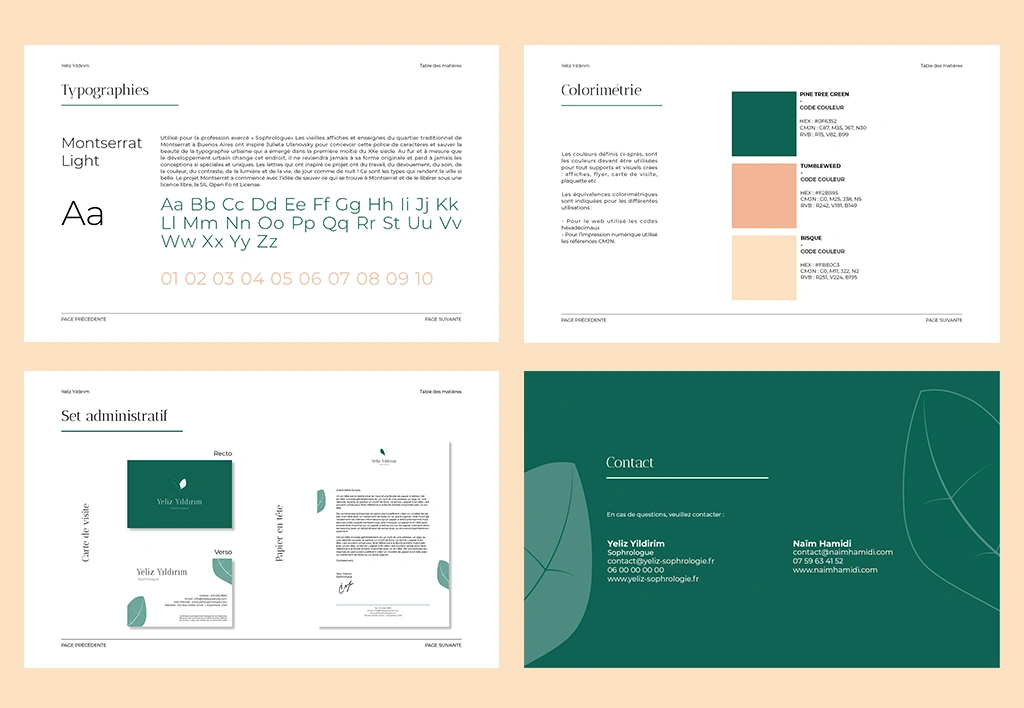 Yeliz Yildirim
Table des matières
Typographies
Montserrat
Light
Utilisé pour la profession exercé « Sophrologue» Les vieilles affiches et enseignes du quartier traditionnel de
Montserrat à Buenos Aires ont inspiré Julieta Ulanovsky pour concevoir cette police de caractères et sauver la
beauté de la typographie urbaine qui a émergé dans la première moitié du XXe siècle. Au fur et à mesure que
le développement urbain change cet endroit, il ne reviendra jamais à sa forme originale et perd à jamais les
conceptions si spéciales et uniques. Les lettres qui ont inspiré ce projet ont du travail, du dévouement, du soin, de
la couleur, du contraste, de la lumière et de la vie, de jour comme de nuit ! Ce sont les types qui rendent la ville si
belle. Le projet Montserrat a commencé avec l'idée de sauver ce qui se trouve à Montserrat et de le libérer sous une
licence libre, la SIL Open Fo nt License.
Aa
Aa Bb Cc Dd Ee Ff Gg Hh Ii Jj Kk
Ll Mm Nn Oo Pp Qq Rr St Uu Vv
Ww Xx Yy Zz
01 02 03 04 05 06 07 08 09 10
PAGE PRÉCÉDENTE
PAGE SUIVANTE
Yeliz Yildirim
Table des matières
Colorimétrie
Les couleurs définis ci-après, sont
les couleurs devant être utilisées
pour tout supports et visuels crées
: affiches, flyer, carte de visite,
plaquette etc
Les équivalences colorimétriques
sont indiquées pour les différentes
utilisations :
- Pour le web utilisé les codes
héxadécimaux
- Pour l'impression numérique utilisé
les références CMJN.
PINE TREE GREEN
-
CODE COULEUR
HEX : #0F6352
CMJN : C87, M35, J67, N30
RVB : R15, V82, B99
TUMBLEWEED
-
CODE COULEUR
HEX : #F2B595
CMJN : C0, M25, J38, N5
RVB : R242, V181, B149
BISQUE
-
CODE COULEUR
HEX : #FBE0C3
CMJN : C0, M11, J22, N2
RVB : R251, V224, B195
PAGE PRÉCÉDENTE
PAGE SUIVANTE
Yeliz Yildirim
Table des matières
Set administratif
Carte de visite
Recto
Yeliz Yıldırım
Sophrologue
Verso
Yeliz Yıldırım
Sophrologue
Papier en tête
Yeliz Yıldırım
PAGE PRÉCÉDENTE
PAGE SUIVANTE
Contact
En cas de questions, veuillez contacter :
Yeliz Yildirim
Sophrologue
contact@yeliz-sophrologie.fr
06 00 00 00 00
www.yeliz-sophrologie.fr
Naïm Hamidi
contact@naimhamidi.com
07 59 63 41 52
www.naimhamidi.com